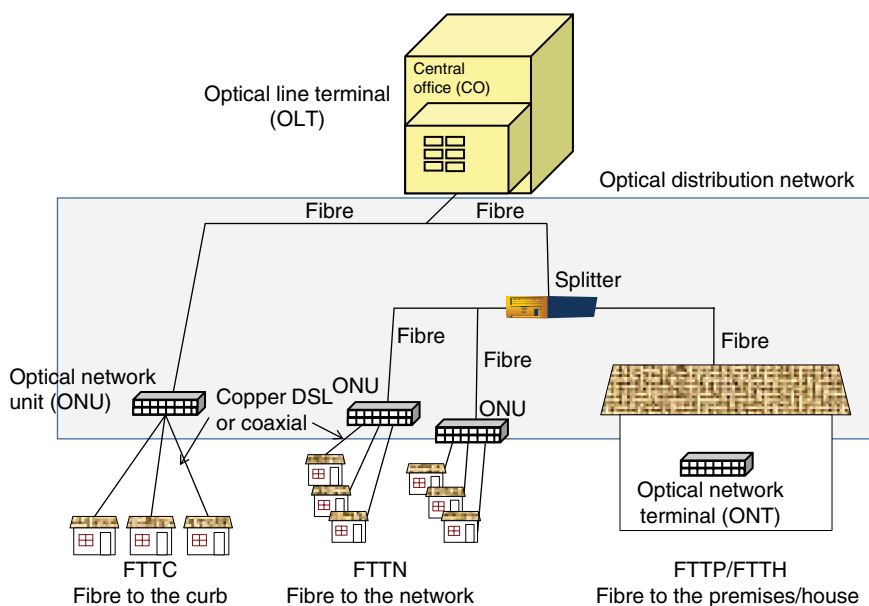 Central
office (CO)
Optical line terminal
(OLT)
Optical distribution network
Fibre
Fibre
Splitter
Fibre
Fibre
Fibre
Optical network
unit (ONU)
Copper DSL
or coaxial
ONU
ONU
Optical network
terminal (ONT)
FTTC
Fibre to the curb
FTTN
Fibre to the network
FTTP/FTTH
Fibre to the premises/house